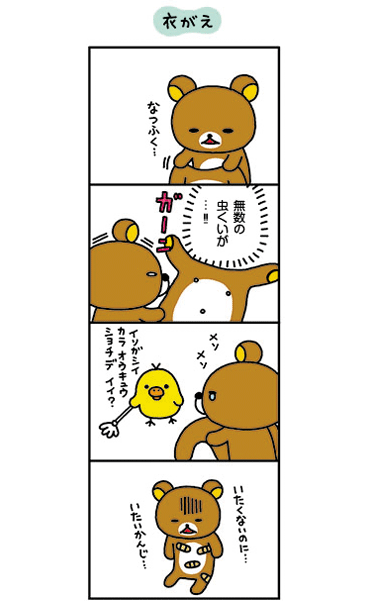 衣がえ
なつふく…
無数の
虫くいが
…!!
ガーン
イソガシイ
カラ オウキュウ
ショチデ イイ?
メソ
メソ
いたくないのに…
いたいかんじ…